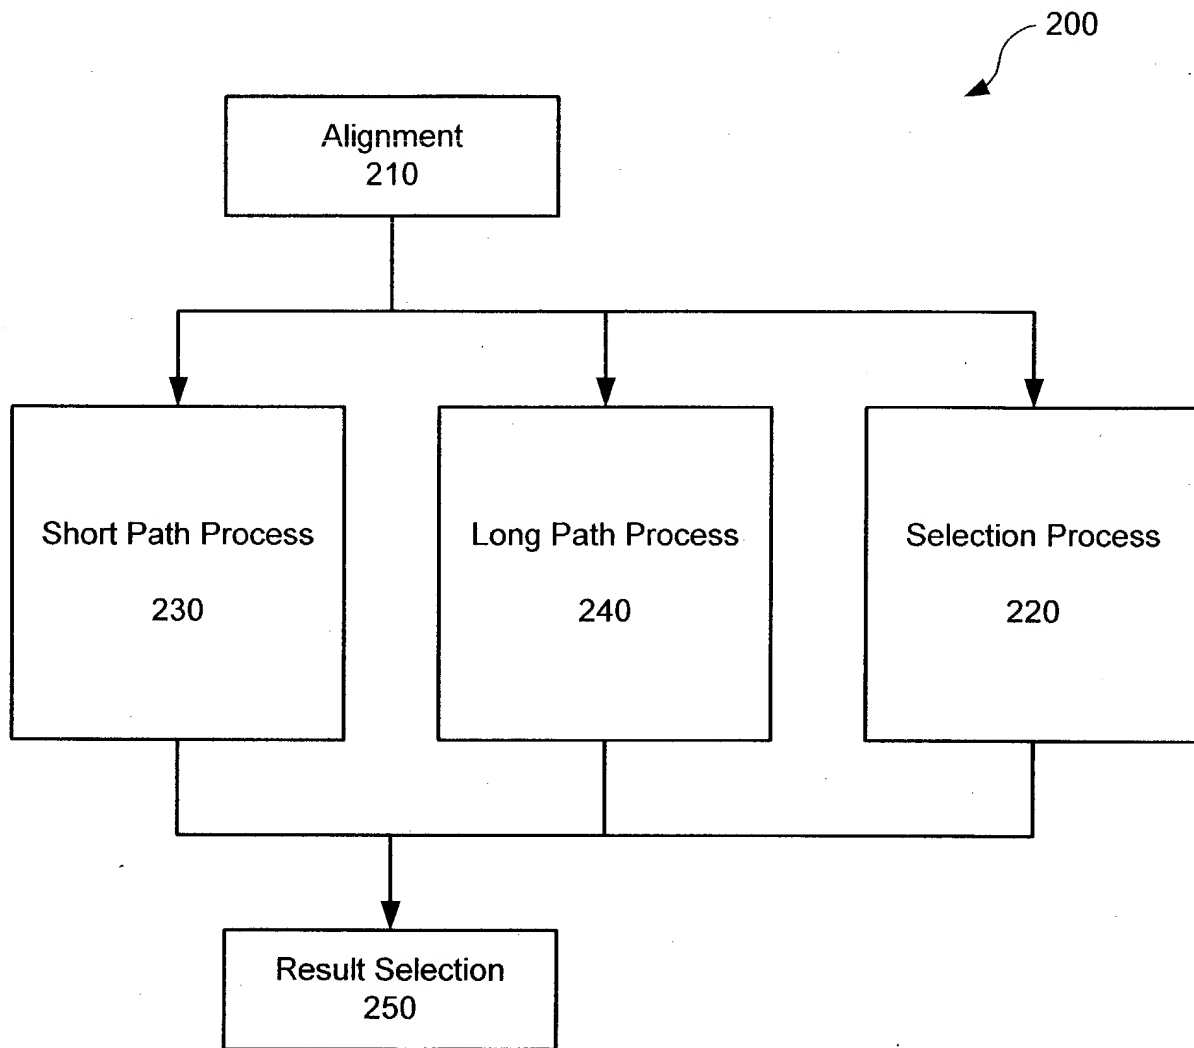 200
Alignment
210
Short Path Process
230
Long Path Process
240
Selection Process
220
Result Selection
250